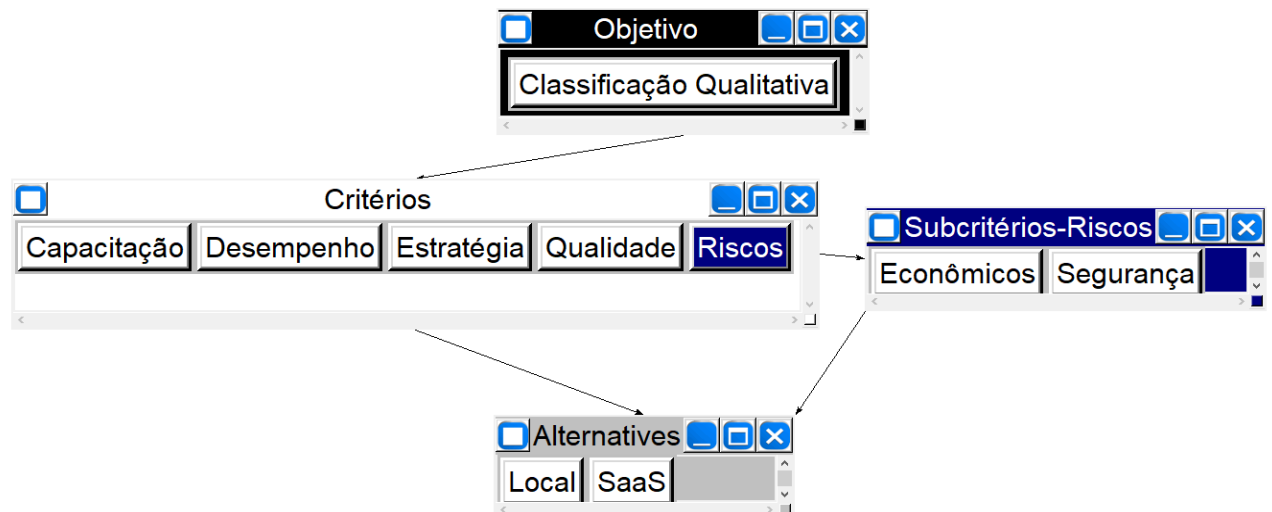 Objetivo
Classificação Qualitativa
Critérios
Capacitação Desempenho Estratégia Qualidade Riscos
Subcritérios-Riscos
Econômicos Segurança
Alternatives
Local SaaS